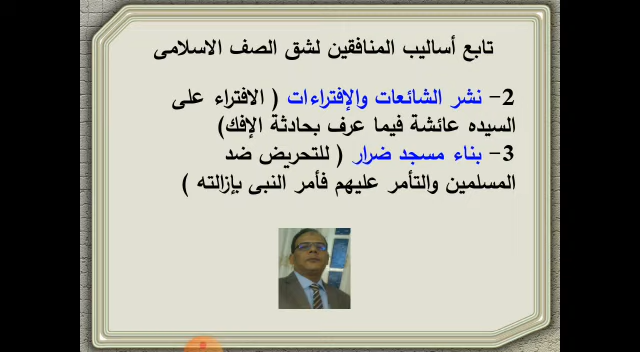 تابع أساليب المنافقين لشق الصف الاسلامى
2- نشر الشائعات والإفتراءات ( الافتراء على
السيده عائشة فيما عرف بحادثة الإفك)
3- بناء مسجد ضرار ( للتحريض ضد
المسلمين والتأمر عليهم فأمر النبى بإزالته )